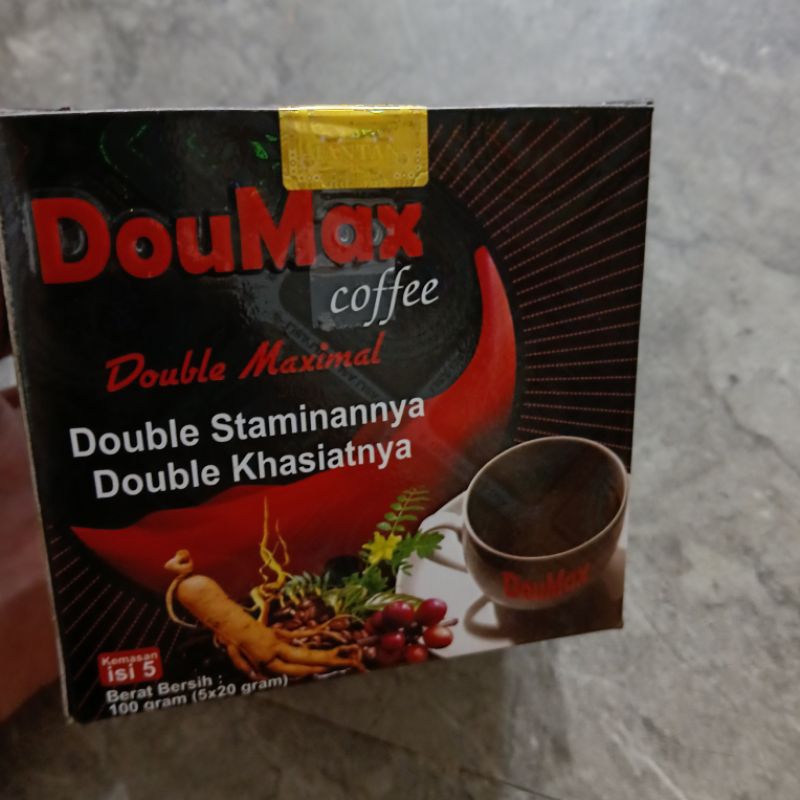 DouMax
coffee
Double Maximal
Double Staminannya
Double Khasiatnya
DouMax
Kemasan
isi 5
Berat Bersih :
100 gram (5x20 gram)